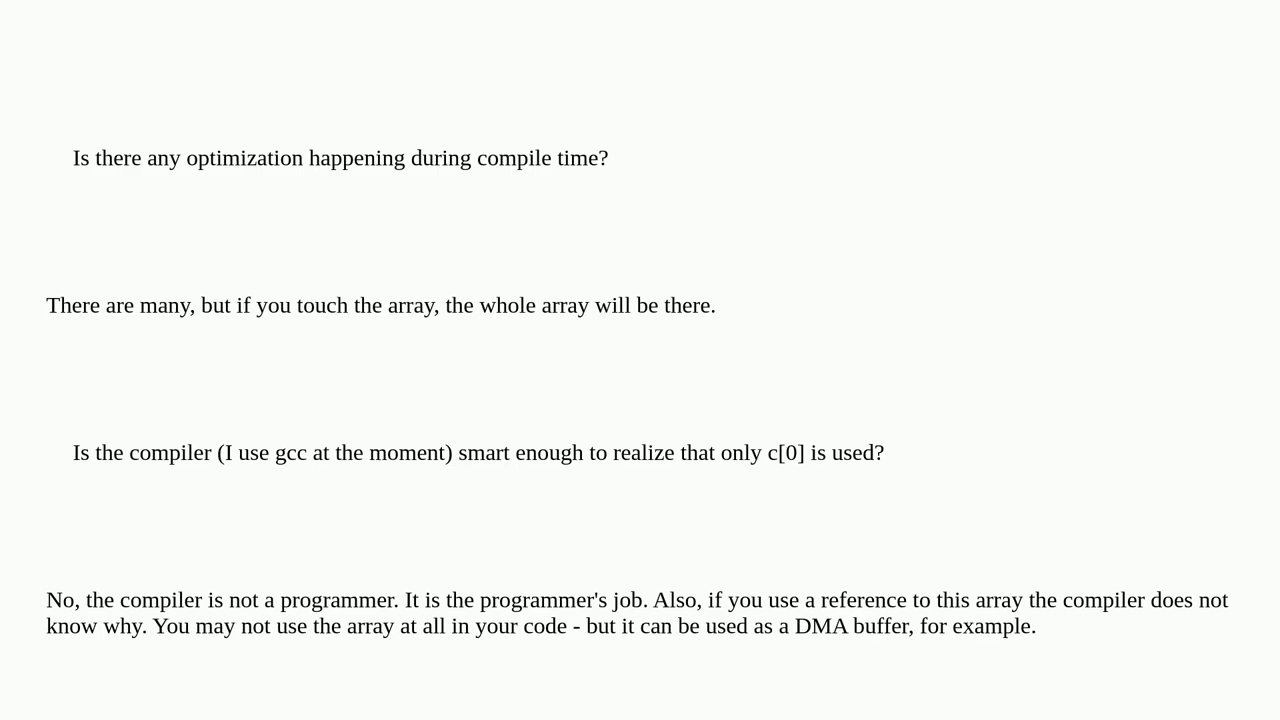 Is there any optimization happening during compile time?
There are many, but if you touch the array, the whole array will be there.
Is the compiler (I use gcc at the moment) smart enough to realize that only c[0] is used?
No, the compiler is not a programmer. It is the programmer's job. Also, if you use a reference to this array the compiler does not
know why. You may not use the array at all in your code - but it can be used as a DMA buffer, for example.